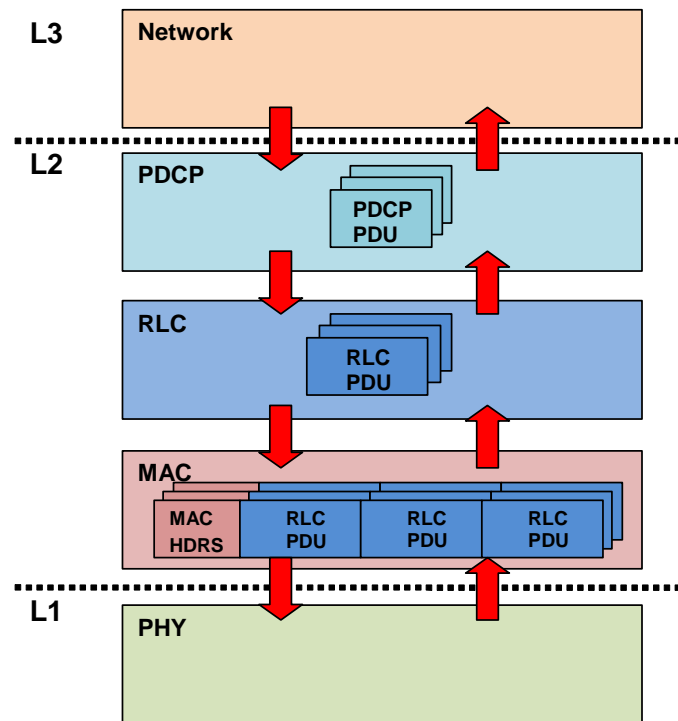 L3
Network
L2
PDCP
PDCP
PDU
RLC
RLC
PDU
MAC
MAC
HDRS
RLC
PDU
RLC
PDU
RLC
PDU
L1
PHY